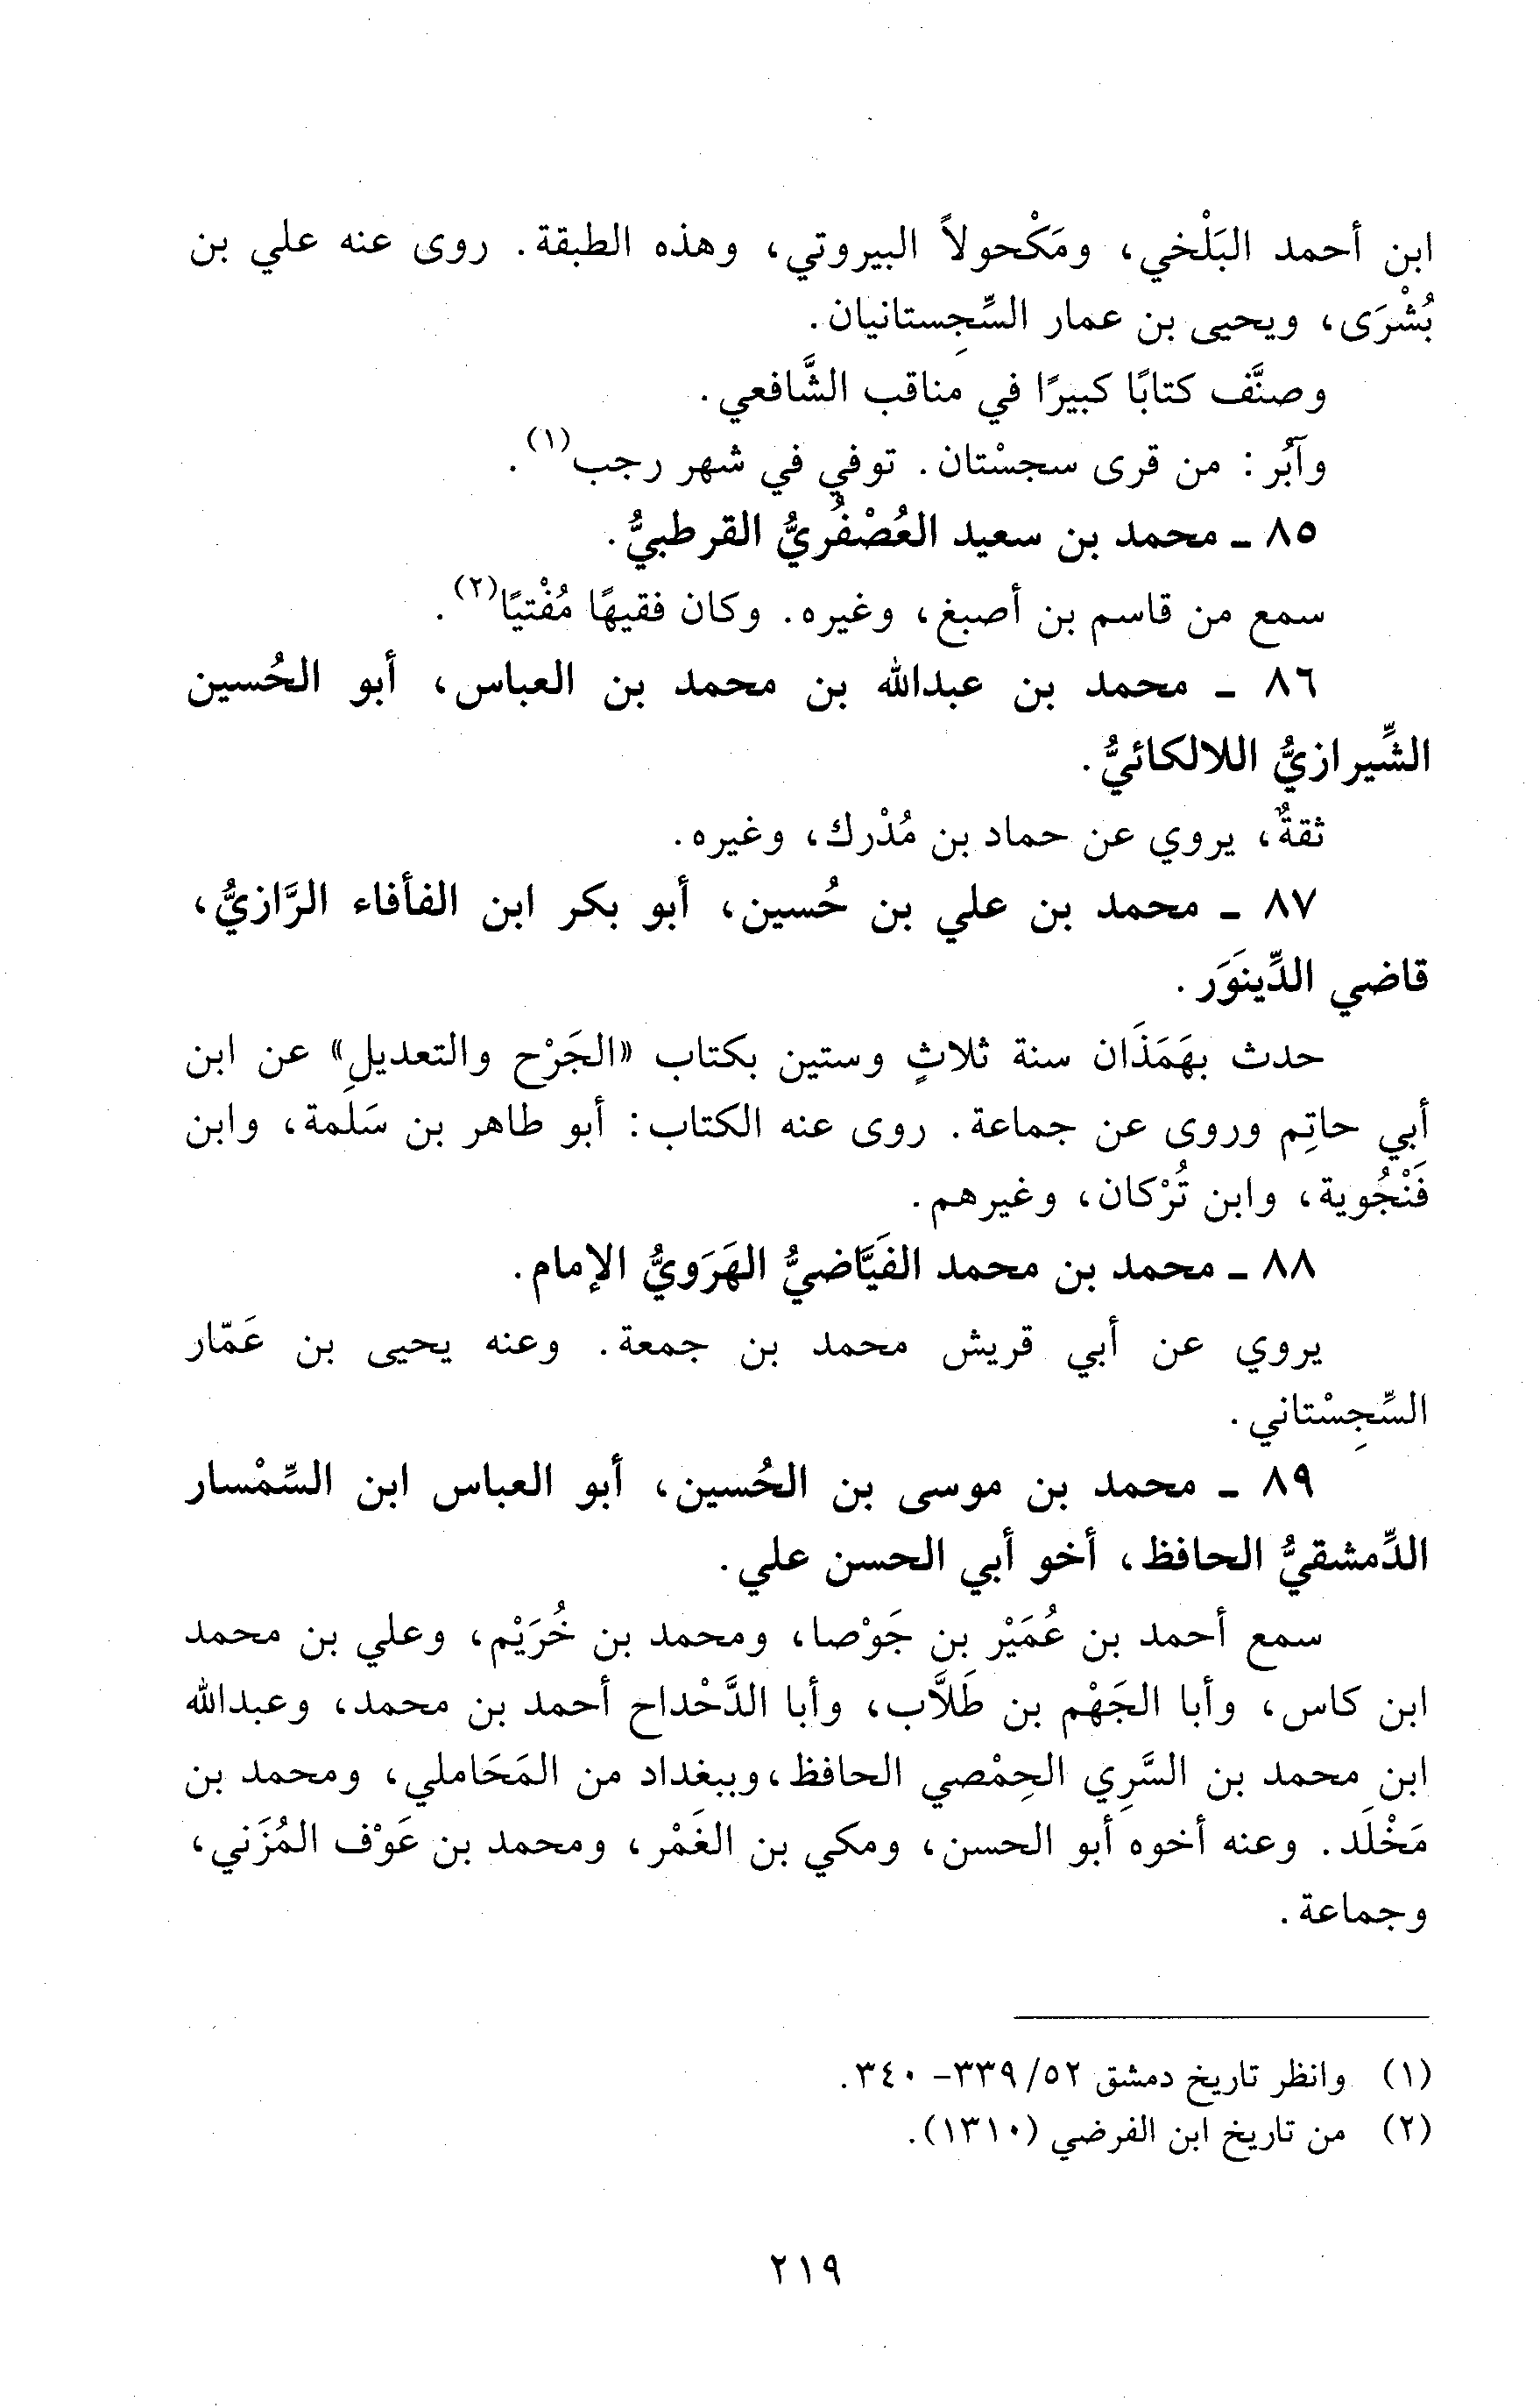 ابن أحمد البَلْخي، ومَكْحولاً البيروتي، وهذه الطبقة. روى عنه علي بن
بُشْرَى، ويحيى بن عمار السِّجِستانيان.
وصنَّف كتابًا كبيرًا في مناقب الشَّافعي.
وآبُر: من قرى سجسْتان. توفي في شهر رجب(١).
٨٥ ـ محمد بن سعيد العُصْفُريُّ القرطبيُّ.
سمع من قاسم بن أصبغ، وغيره. وكان فقيهًا مُفْتيًا(٢).
٨٦ ـ محمد بن عبدالله بن محمد بن العباس، أبو الحُسين
الشِّيرازيُّ اللالكائيُّ.
ثقةٌ، يروي عن حماد بن مُدْرك، وغيره.
٨٧ ـ محمد بن علي بن حُسين، أبو بكر ابن الفأفاء الرَّازيُّ،
قاضي الدِّينَوَر.
حدث بهَمَذَان سنة ثلاثٍ وستين بكتاب «الجَرْح والتعديلِ» عن ابن
أبي حاتِم وروى عن جماعة. روى عنه الكتاب: أبو طاهر بن سَلَمة، وابن
فَنْجُوية، وابن تُرْكان، وغيرهم.
٨٨ ـ محمد بن محمد الفَيَّاضيُّ الهَرَويُّ الإمام.
يروي عن أبي قريش محمد بن جمعة. وعنه يحيى بن عَمّار
السِّجِسْتاني.
٨٩ ـ محمد بن موسى بن الحُسين، أبو العباس ابن السِّمْسار
الدِّمشقيُّ الحافظ، أخو أبي الحسن علي.
سمع أحمد بن عُمَيْر بن جَوْصا، ومحمد بن خُرَيْم، وعلي بن محمد
ابن كاس، وأبا الجَهْم بن طَلاَّب، وأبا الدَّحْداح أحمد بن محمد، وعبدالله
ابن محمد بن السَّرِي الحِمْصي الحافظ، وببغداد من المَحَاملي، ومحمد بن
مَخْلَد. وعنه أخوه أبو الحسن، ومكي بن الغَمْر، ومحمد بن عَوْف المُزَني،
وجماعة.
(١) وانظر تاريخ دمشق ٥٢/ ٣٣٩- ٣٤٠.
(٢) من تاريخ ابن الفرضي (١٣١٠).
٢١٩